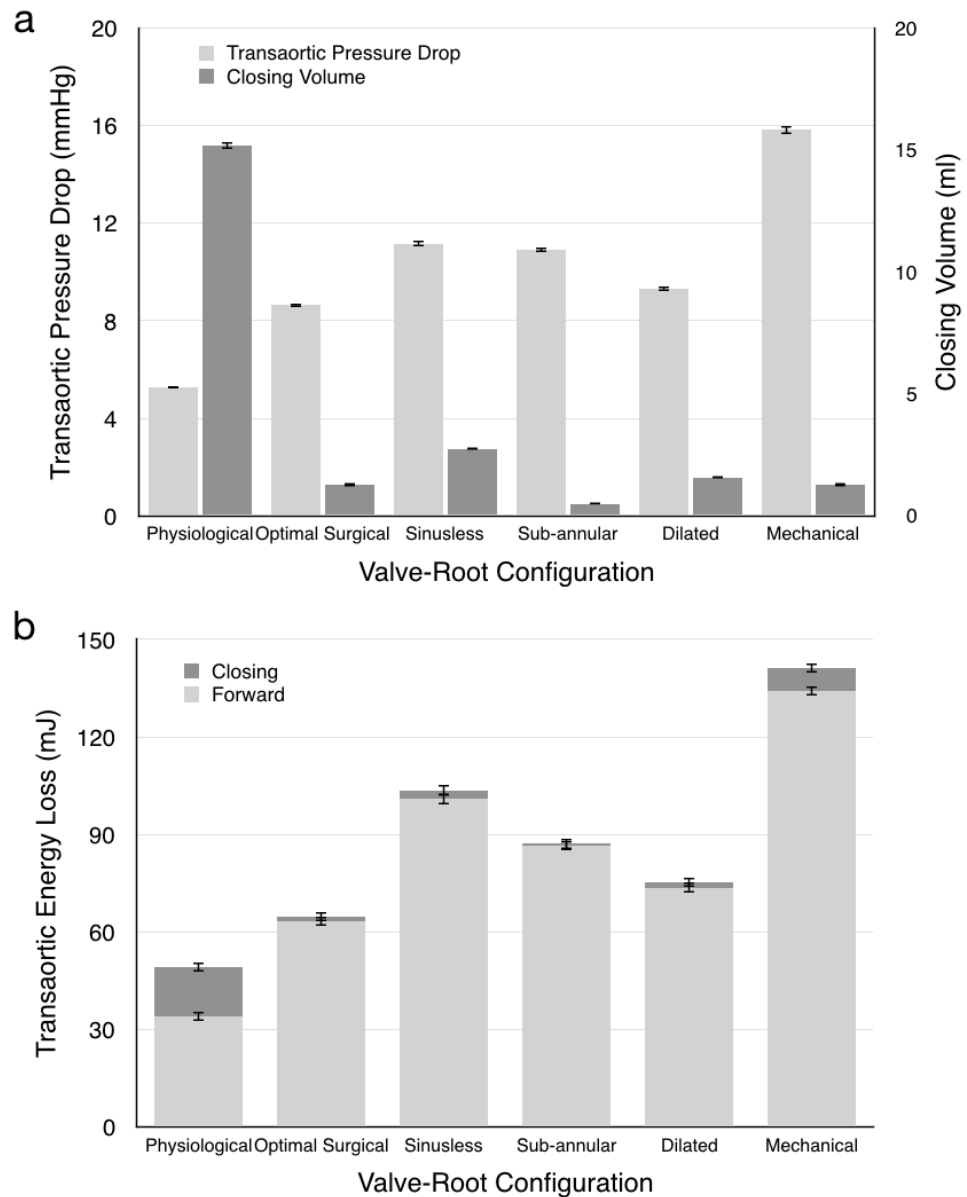 a
Transaortic Pressure Drop (mmHg)
20
16
12
8
4
0
Transaortic Pressure Drop
Closing Volume
20
15
10
5
0
Closing Volume (ml)
Physiological Optimal Surgical Sinusless Sub-annular Dilated Mechanical
Valve-Root Configuration
b
Transaortic Energy Loss (mJ)
150
120
90
60
30
0
Closing
Forward
Physiological Optimal Surgical Sinusless Sub-annular Dilated Mechanical
Valve-Root Configuration